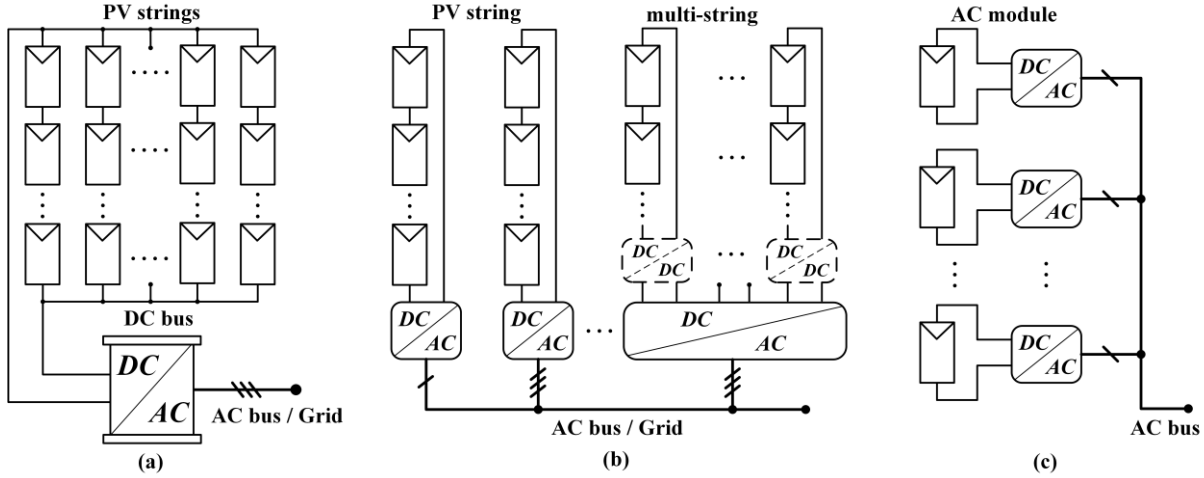 PV strings
DC bus
DC
AC
AC bus / Grid
(a)
PV string
multi-string
DC
DC
DC
DC
DC
AC
DC
AC
DC
AC
AC bus / Grid
(b)
AC module
DC
AC
DC
AC
DC
AC
AC bus
(c)